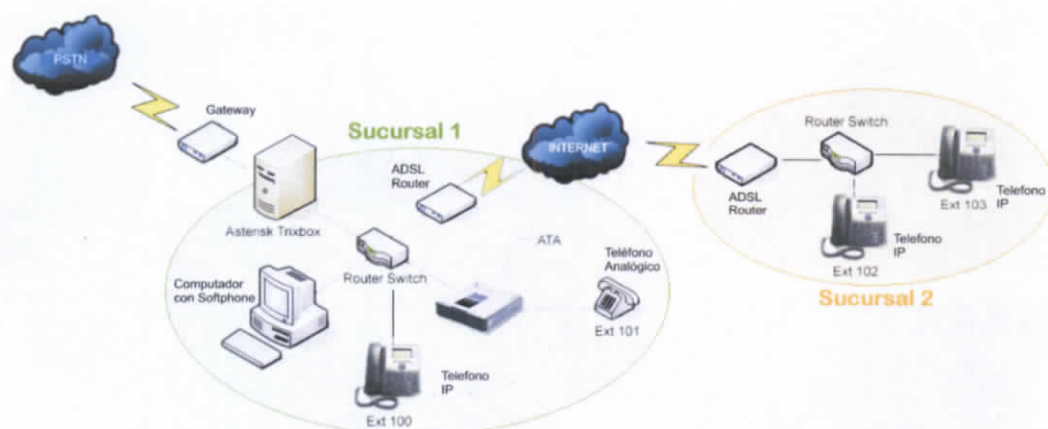 PSTN
Gateway
Sucursal 1
INTERNET
Router Switch
ADSL
Router
ADSL
Router
Ext 103
Telefono
IP
Asterisk Trixbox
ATA
Teléfono
Analógico
Telefono
IP
Ext 102
Router Switch
Computador
con Softphone
Sucursal 2
Ext 101
Telefono
IP
Ext 100